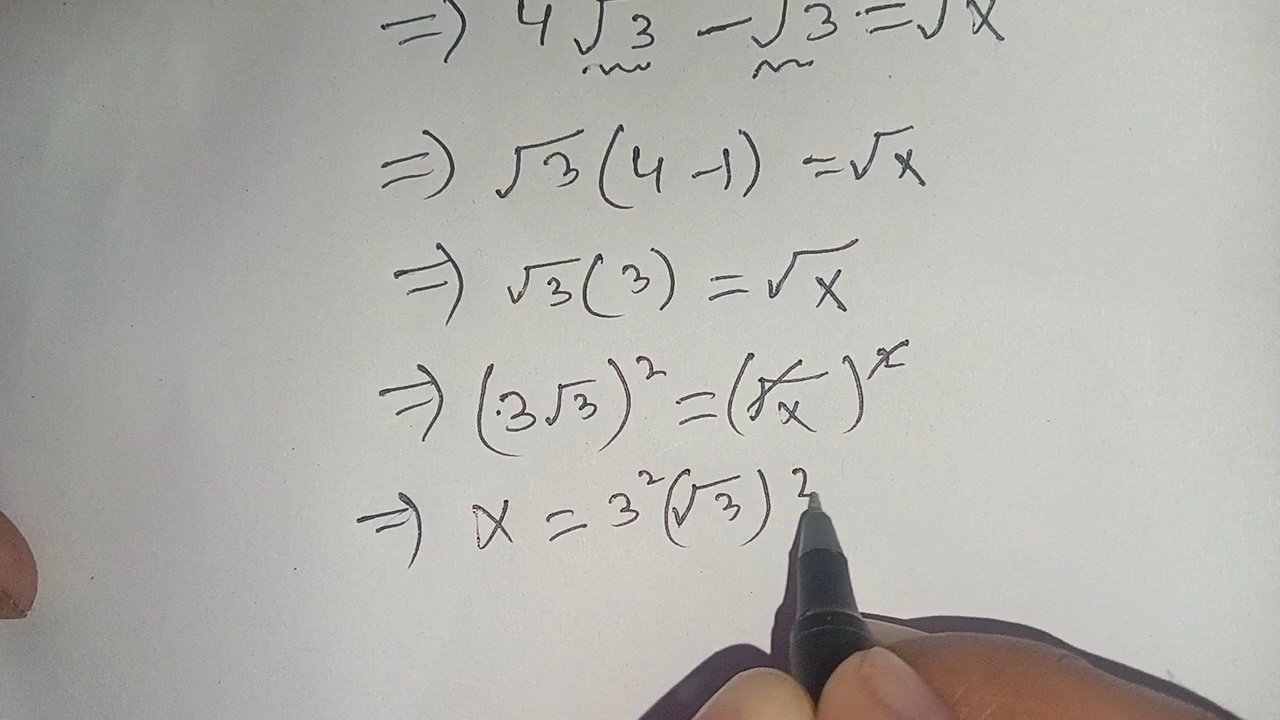 => 4√3 - √3 = √x
=> √3(4-1) = √x
=> √3(3) = √x
=> (3√3)² = (√x)²
=> x = 3²(√3)²